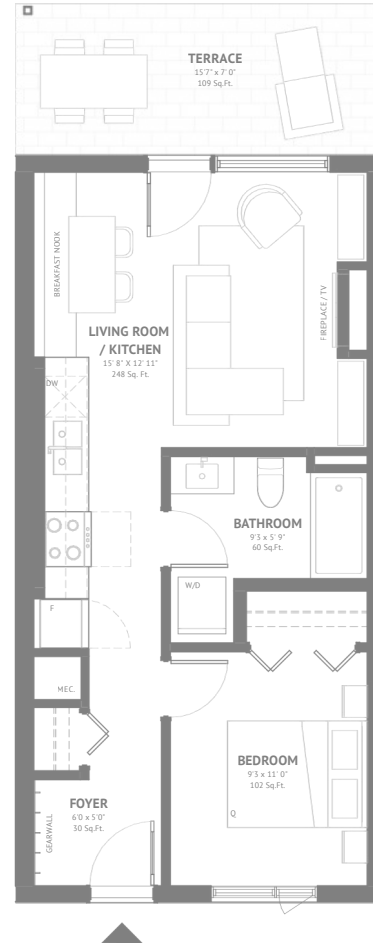 TERRACE
15'7" x 7' 0"
109 Sq.Ft.
BREAKFAST NOOK
FIREPLACE / TV
LIVING ROOM
/ KITCHEN
15' 8" X 12' 11"
248 Sq. Ft.
DW
BATHROOM
9'3 x 5' 9"
60 Sq.Ft.
W/D
F
MEC.
BEDROOM
9'3 x 11' 0"
102 Sq.Ft.
Q
FOYER
6'0 x 5'0"
30 Sq.Ft.
GEARWALL